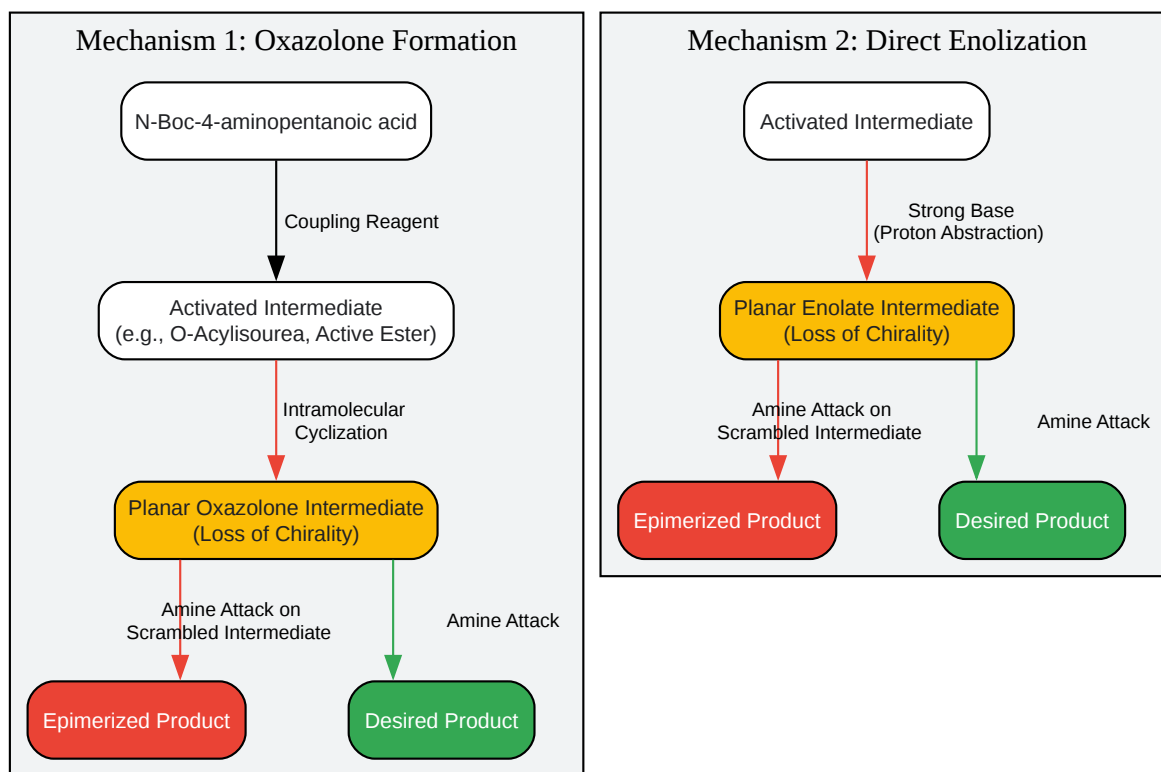 Mechanism 1: Oxazolone Formation
N-Boc-4-aminopentanoic acid
Coupling Reagent
Activated Intermediate
(e.g., O-Acylisourea, Active Ester)
Intramolecular
Cyclization
Planar Oxazolone Intermediate
(Loss of Chirality)
Amine Attack on
Scrambled Intermediate
Amine Attack
Epimerized Product
Desired Product
Mechanism 2: Direct Enolization
Activated Intermediate
Strong Base
(Proton Abstraction)
Planar Enolate Intermediate
(Loss of Chirality)
Amine Attack on
Scrambled Intermediate
Amine Attack
Epimerized Product
Desired Product